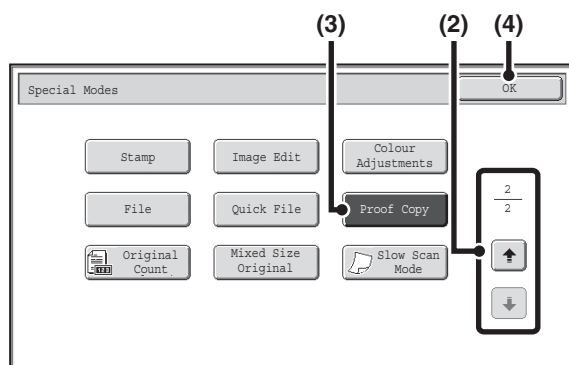 (3) (2) (4)
Special Modes OK
Stamp Image Edit Colour
Adjustments
File Quick File Proof Copy
2
2
Original
Count
Mixed Size
Original
Slow Scan
Mode